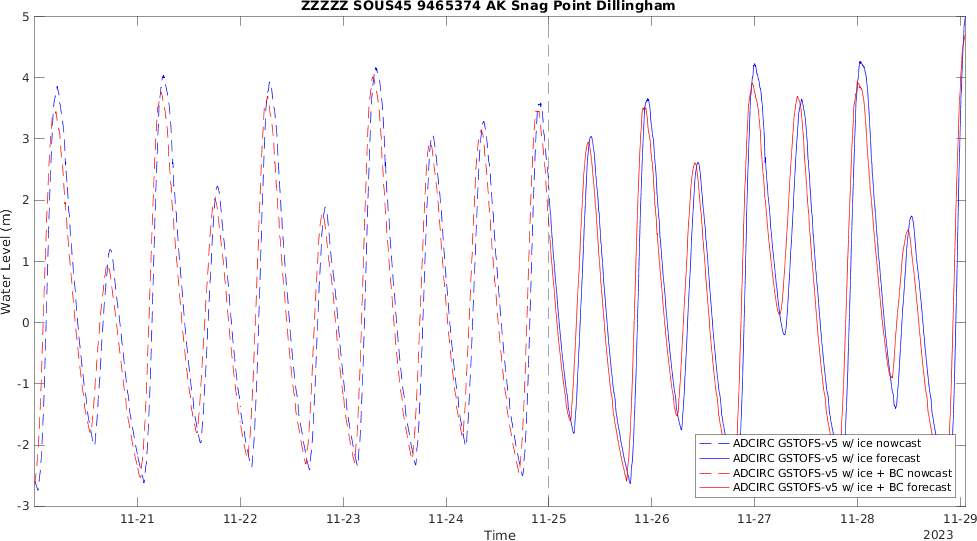 ZZZZZ SOUS45 9465374 AK Snag Point Dillingham
5
4
3
2
1
0
-1
-2
-3
Water Level (m)
ADCIRC GSTOFS-v5 w/ ice nowcast
ADCIRC GSTOFS-v5 w/ ice forecast
ADCIRC GSTOFS-v5 w/ ice + BC nowcast
ADCIRC GSTOFS-v5 w/ ice + BC forecast
11-21 11-22 11-23 11-24 11-25 11-26 11-27 11-28 11-29
Time
2023